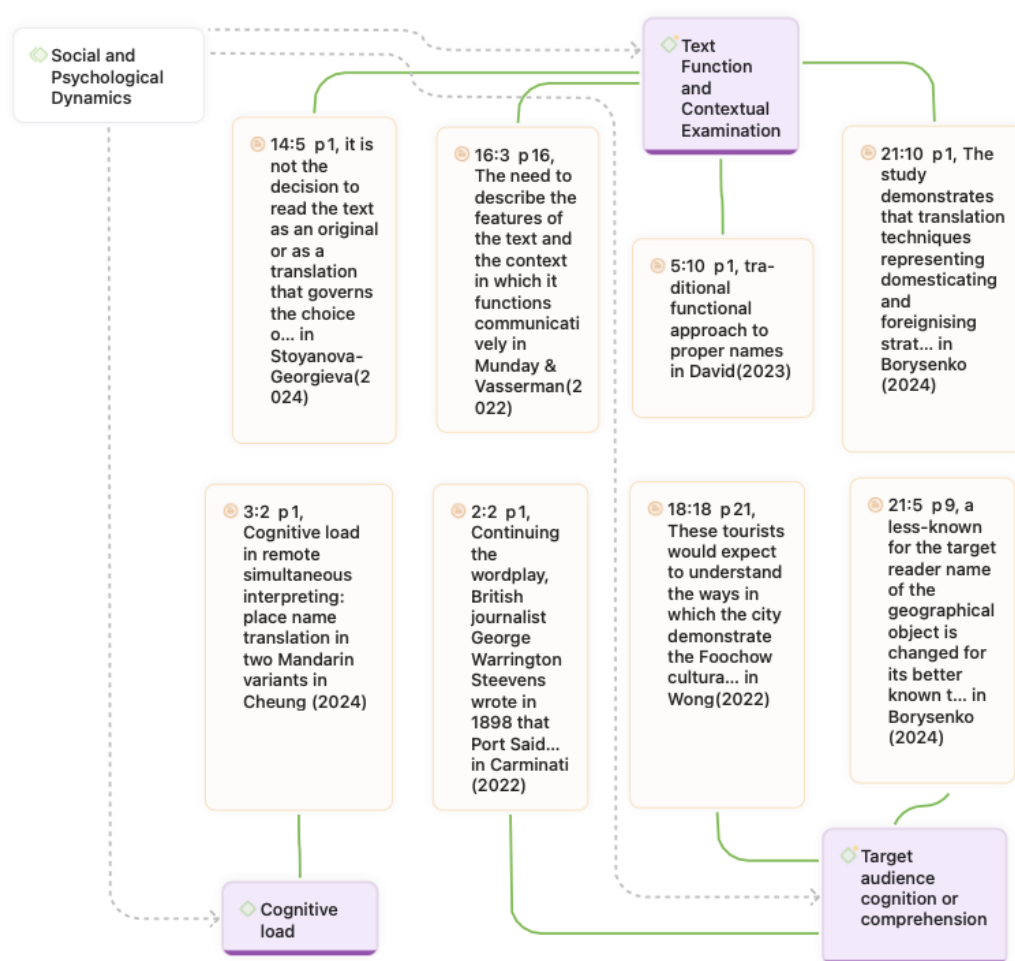 Social and
Psychological
Dynamics
Text
Function
and
Contextual
Examination
14:5 p1, it is
not the
decision to
read the text
as an original
or as a
translation
that governs
the choice
o... in
Stoyanova-
Georgieva(2
024)
16:3 p16,
The need to
describe the
features of
the text and
the context
in which it
functions
communicati
vely in
Munday &
Vasserman(2
022)
5:10 p1, tra-
ditional
functional
approach to
proper names
in David(2023)
21:10 p1, The
study
demonstrates
that translation
techniques
representing
domesticating
and
foreignising
strat... in
Borysenko
(2024)
3:2 p1,
Cognitive load
in remote
simultaneous
interpreting:
place name
translation in
two Mandarin
variants in
Cheung (2024)
2:2 p1,
Continuing
the
wordplay,
British
journalist
George
Warrington
Steevens
wrote in
1898 that
Port Said...
in Carminati
(2022)
18:18 p21,
These tourists
would expect
to understand
the ways in
which the city
demonstrate
the Foochow
cultura... in
Wong(2022)
21:5 p9, a
less-known
for the target
reader name
of the
geographical
object is
changed for
its better
known t... in
Borysenko
(2024)
Cognitive
load
Target
audience
cognition or
comprehension